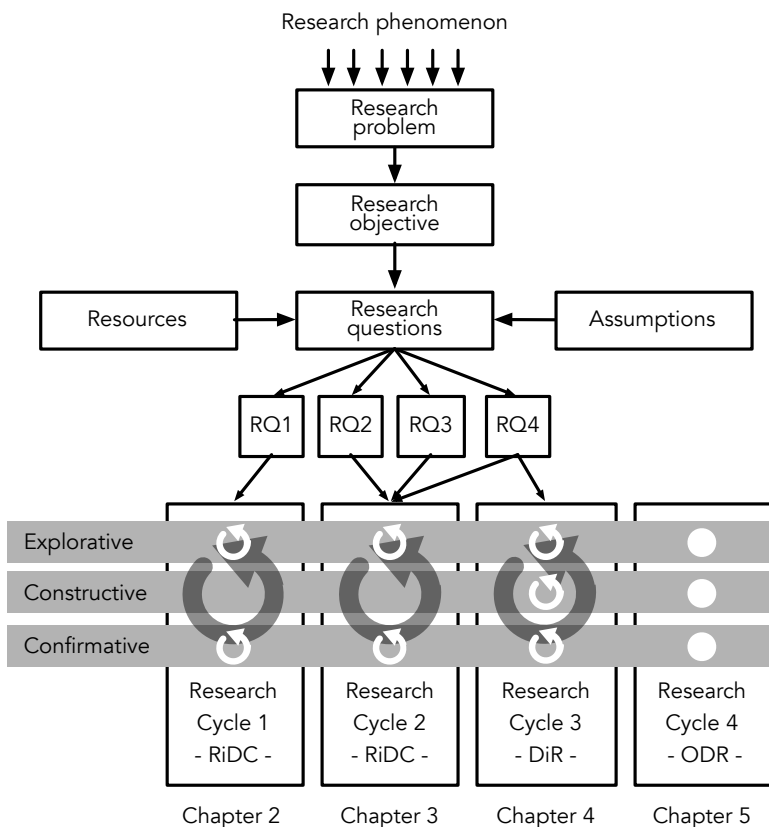 Research phenomenon
Research
problem
Research
objective
Resources
Research
questions
Assumptions
RQ1
RQ2
RQ3
RQ4
Explorative
Constructive
Confirmative
Research
Cycle 1
- RiDC -
Research
Cycle 2
- RiDC -
Research
Cycle 3
- DiR -
Research
Cycle 4
- ODR -
Chapter 2
Chapter 3
Chapter 4
Chapter 5